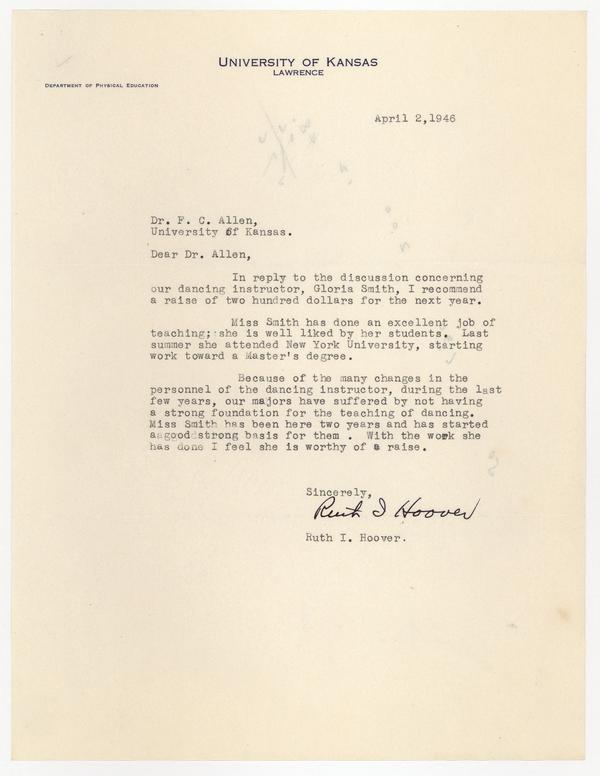 UNIVERSITY OF KANSAS
LAWRENCE
DEPARTMENT OF PHYSICAL EDUCATION
April 2,1946
Dr. F. C. Allen,
University of Kansas.
Dear Dr. Allen,
In reply to the discussion concerning
our dancing instructor, Gloria Smith, I recommend
a raise of two hundred dollars for the next year.
Miss Smith has done an excellent job of
teaching; she is well liked by her students. Last
summer she attended New York University, starting
work toward a Master's degree.
Because of the many changes in the
personnel of the dancing instructor, during the last
few years, our majors have suffered by not having
a strong foundation for the teaching of dancing.
Miss Smith has been here two years and has started
a good strong basis for them . With the work she
has done I feel she is worthy of a raise.
Sincerely,
Ruth I Hoover
Ruth I. Hoover.